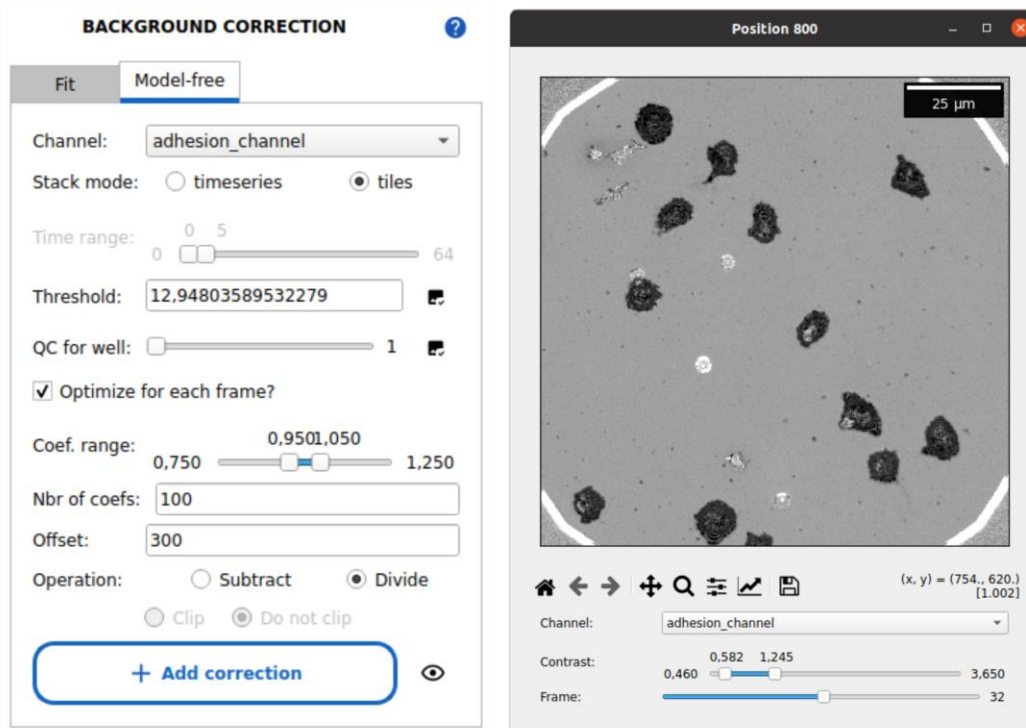 BACKGROUND CORRECTION ?
Fit Model-free
Channel: adhesion_channel
Stack mode: timeseries tiles
0 5
Time range: 0 64
Threshold: 12,94803589532279
QC for well: 1
Optimize for each frame?
0,950 1,050
Coef. range: 0,750 1,250
Nbr of coefs: 100
Offset: 300
Operation: Subtract Divide
Clip Do not clip
+ Add correction
Position 800
25 μm
(x, y) = (754., 620.)
[1.002]
Channel: adhesion_channel
0,582 1,245
Contrast: 0,460 3,650
Frame: 32